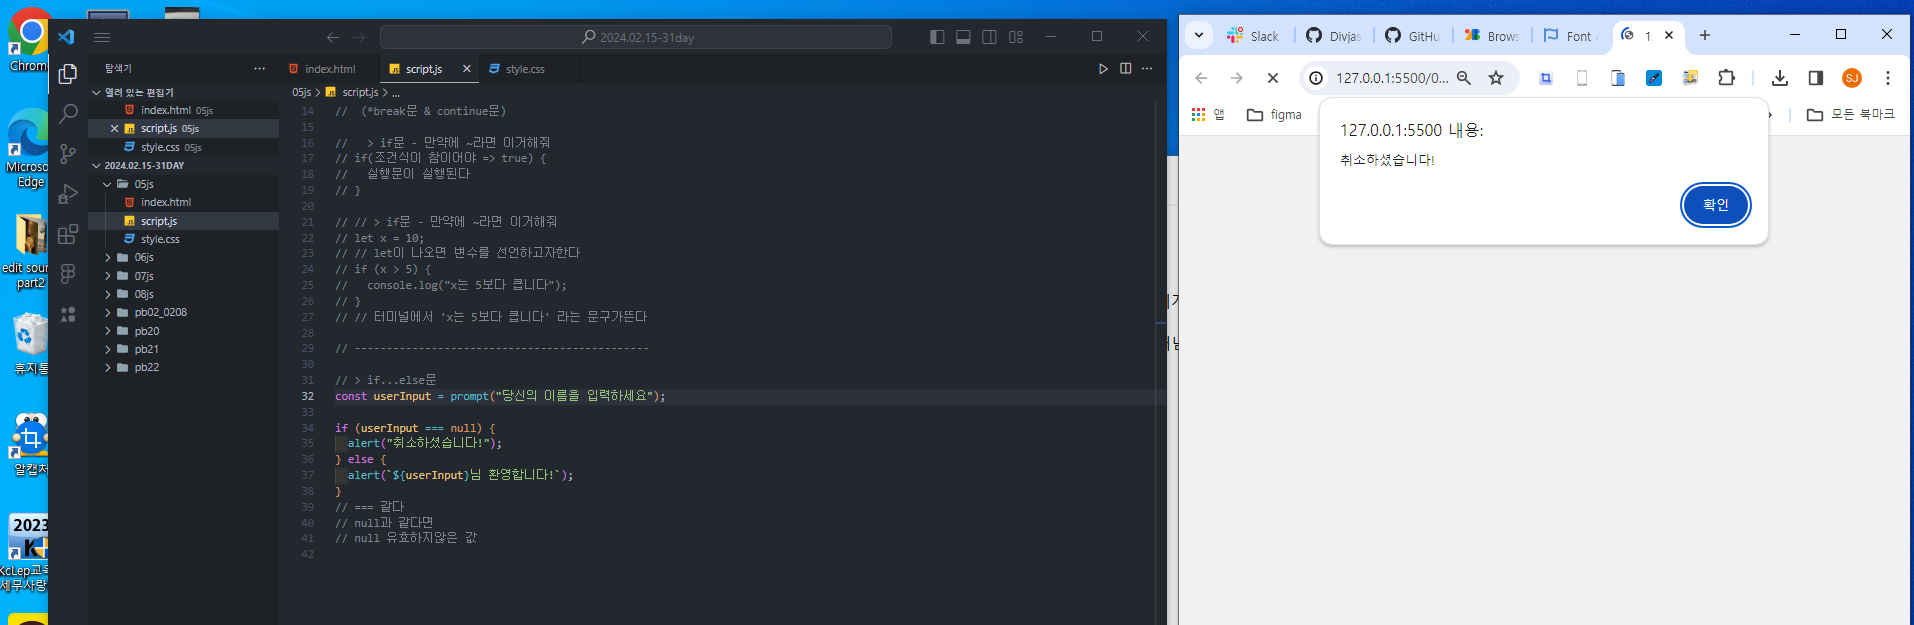 Chrom
Microso
Edge
edit sour
part2
휴지통
알캡처
2023
KcLep교육
세무사랑
2024.02.15-31day
탐색기
열려 있는 편집기
index.html 05js
script.js 05js
style.css 05js
2024.02.15-31DAY
05js
index.html
script.js
style.css
06js
07js
08js
pb02_0208
pb20
pb21
pb22
index.html
script.js
style.css
05js > script.js > ...
14 // (*break문 & continue문)
15
16 // > if문 - 만약에 ~라면 이거해줘
17 // if(조건식이 참이어야 => true) {
18 // 실행문이 실행된다
19 // }
20
21 // // > if문 - 만약에 ~라면 이거해줘
22 // let x = 10;
23 // // let이 나오면 변수를 선언하고자한다
24 // if (x > 5) {
25 // console.log("x는 5보다 큽니다");
26 // }
27 // // 터미널에서 'x는 5보다 큽니다' 라는 문구가뜬다
28
29 // ----------------------------------------------
30
31 // > if...else문
32 const userInput = prompt("당신의 이름을 입력하세요");
33
34 if (userInput === null) {
35 alert("취소하셨습니다!");
36 } else {
37 alert(`${userInput}님 환영합니다!`);
38 }
39 // === 같다
40 // null과 같다면
41 // null 유효하지않은 값
42
Slack
Divjas
GitHu
Brows
Font A
1.
127.0.0.1:5500/0...
SJ
앱
figma
모든 북마크
127.0.0.1:5500 내용:
취소하셨습니다!
확인